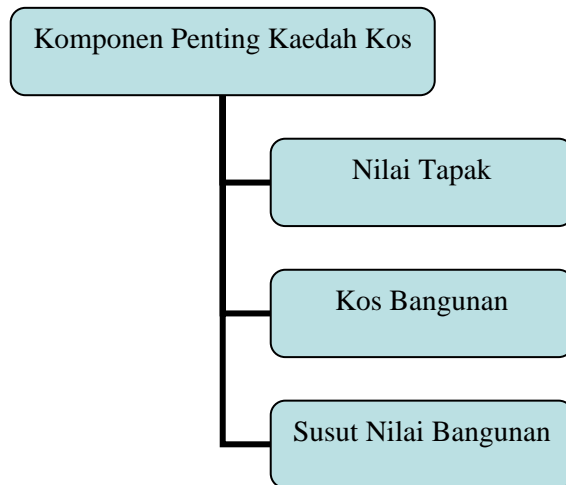 Komponen Penting Kaedah Kos
Nilai Tapak
Kos Bangunan
Susut Nilai Bangunan